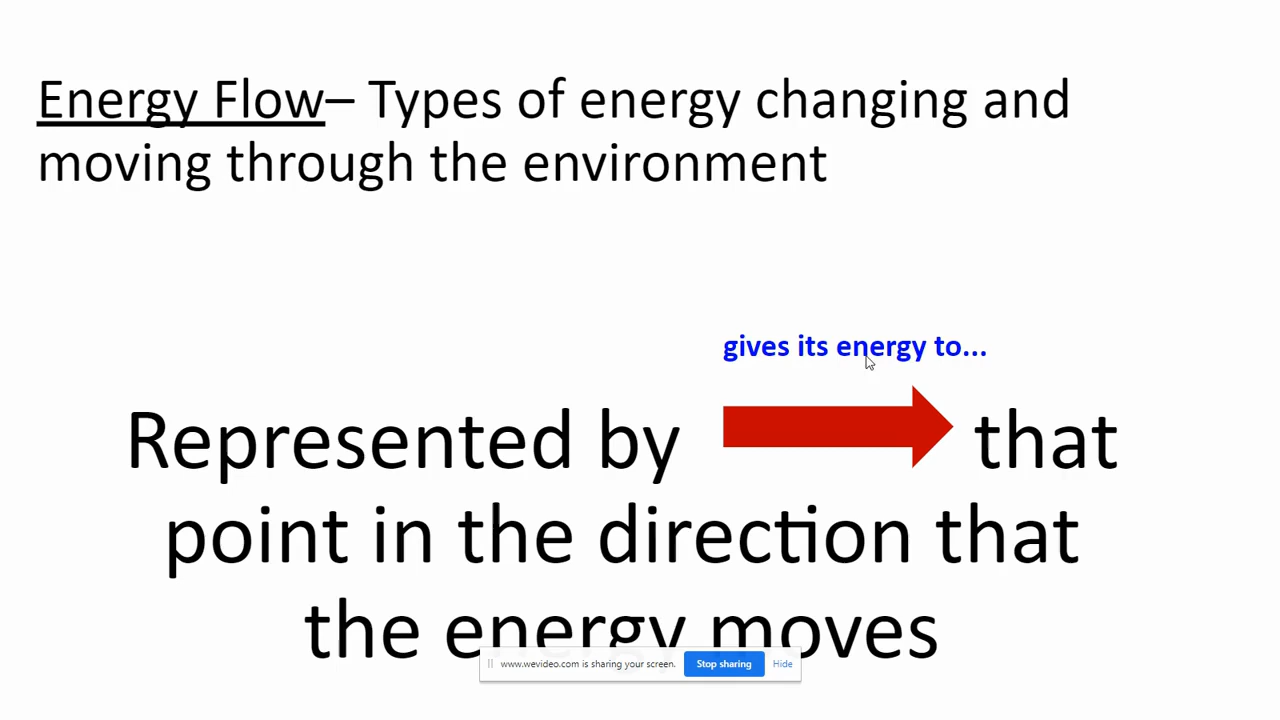 Energy Flow– Types of energy changing and
moving through the environment
gives its energy to...
Represented by that
point in the direction that
the energy moves
www.wevideo.com is sharing your screen. Stop sharing Hide